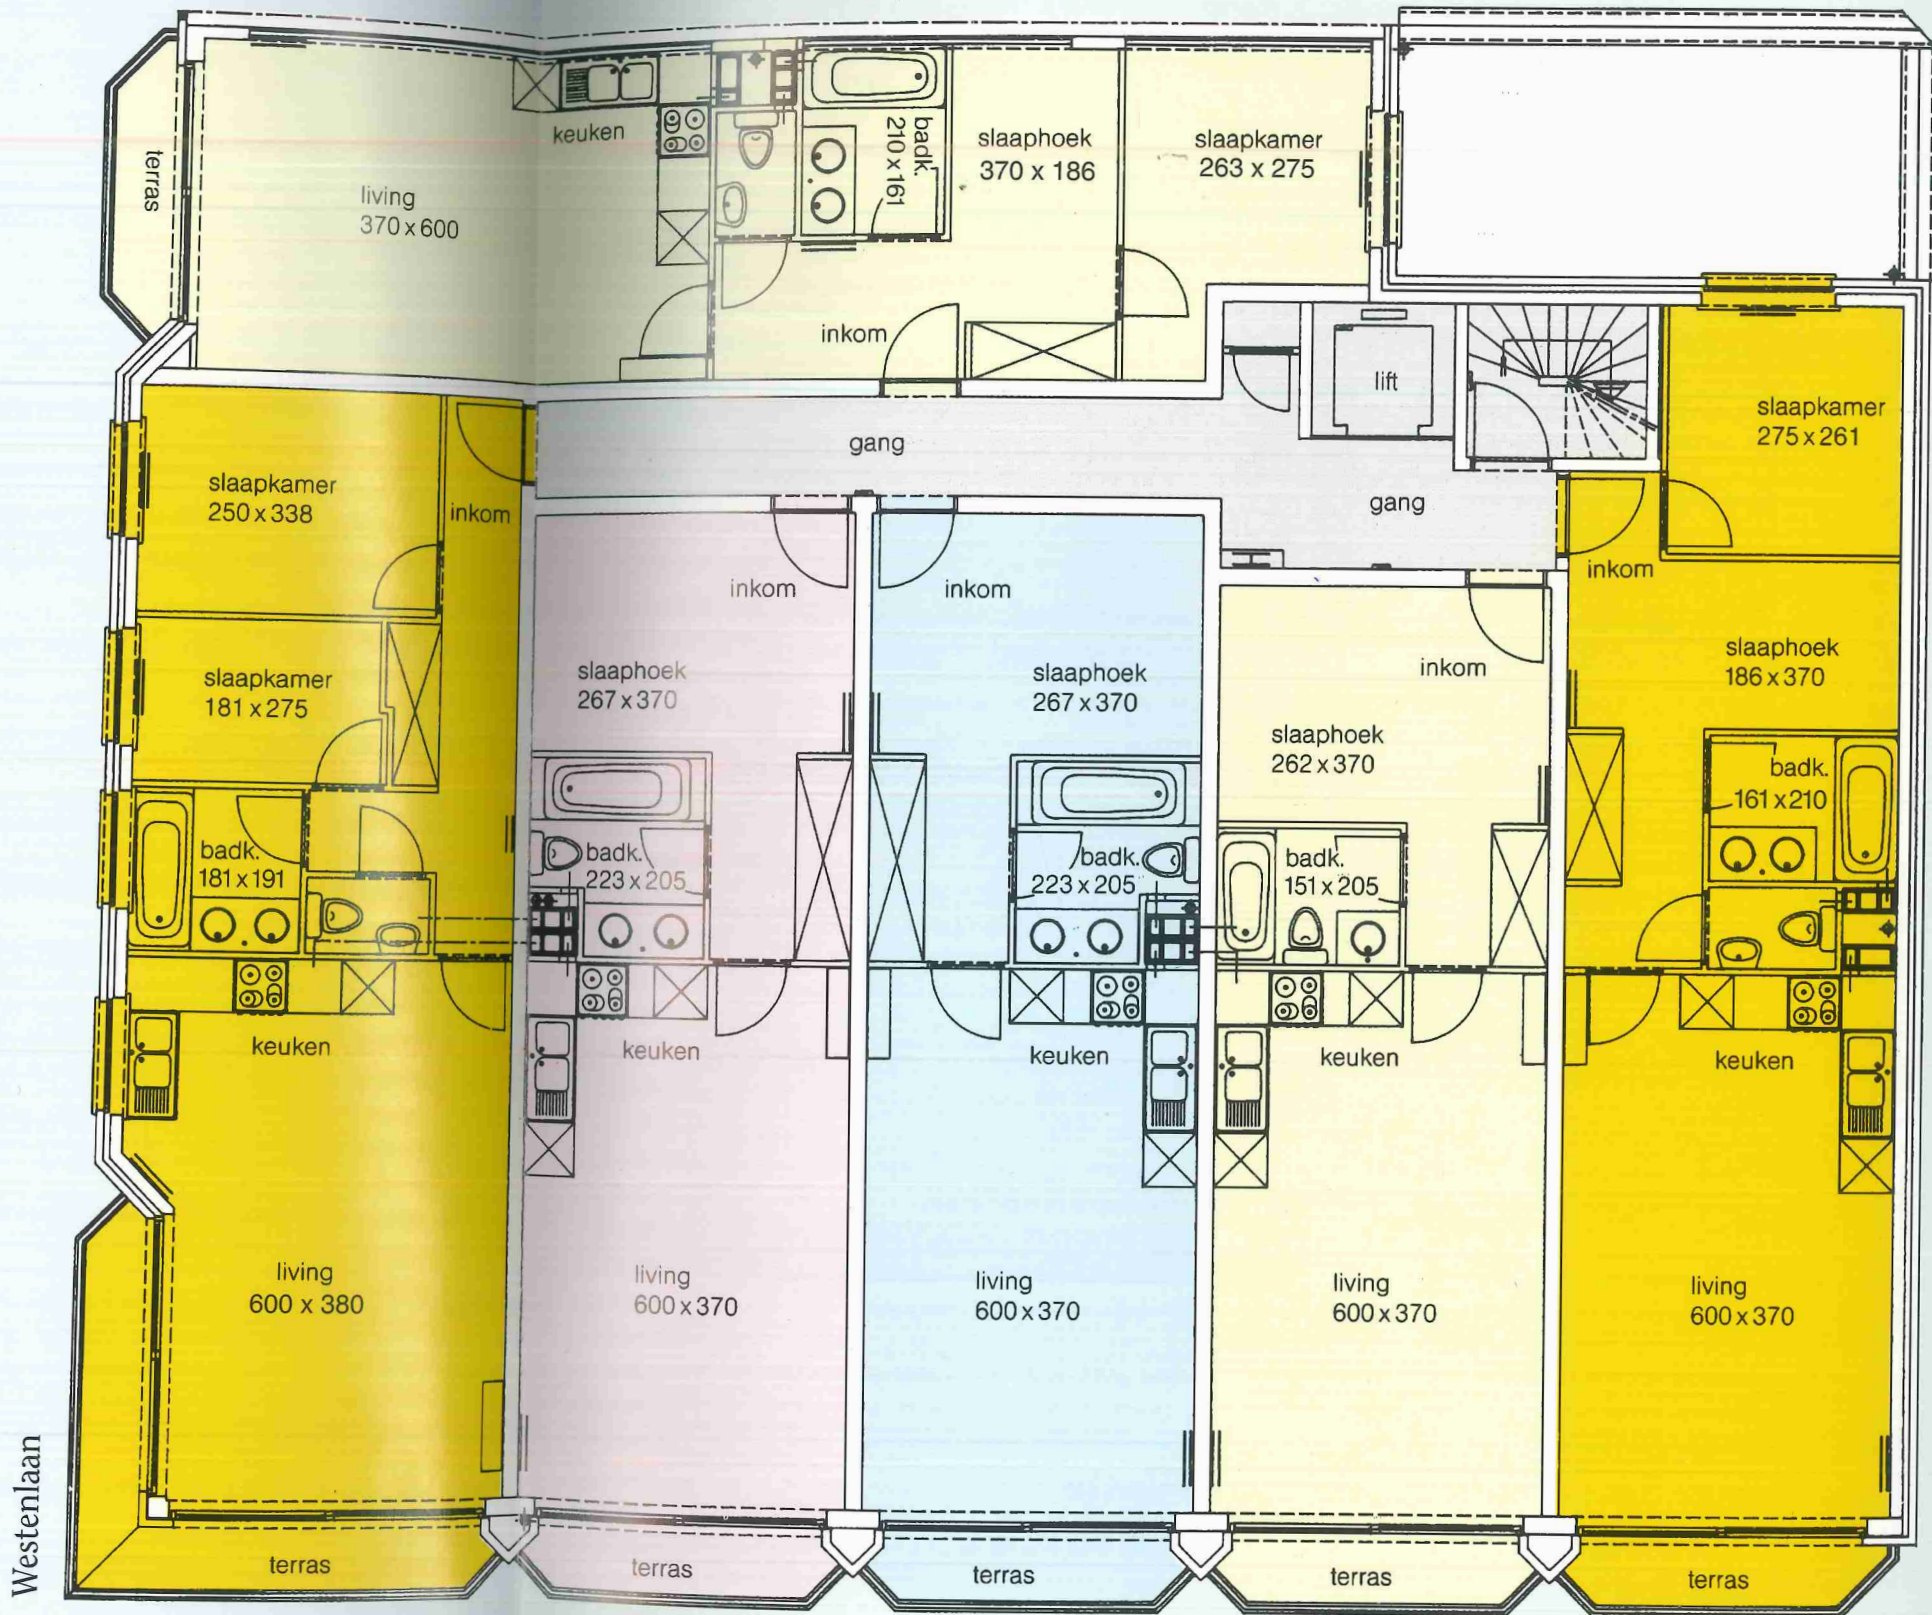 terras
living
370 x 600
keuken
badk.
210 x 161
slaaphoek
370 x 186
slaapkamer
263 x 275
inkom
lift
gang
gang
slaapkamer
250 x 338
inkom
slaapkamer
181 x 275
badk.
181 x 191
keuken
living
600 x 380
terras
inkom
slaaphoek
267 x 370
badk.
223 x 205
keuken
living
600 x 370
terras
inkom
slaaphoek
267 x 370
badk.
223 x 205
keuken
living
600 x 370
terras
inkom
slaaphoek
262 x 370
badk.
151 x 205
keuken
living
600 x 370
terras
slaapkamer
275 x 261
inkom
slaaphoek
186 x 370
badk.
161 x 210
keuken
living
600 x 370
terras
Westenlaan